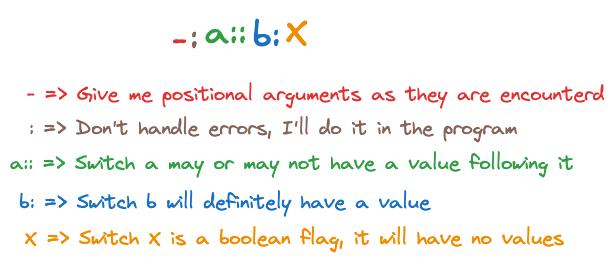 -:a::b:X
- => Give me positional arguments as they are encounterd
: => Don't handle errors, I'll do it in the program
a:: => Switch a may or may not have a value following it
b: => Switch b will definitely have a value
X => Switch X is a boolean flag, it will have no values